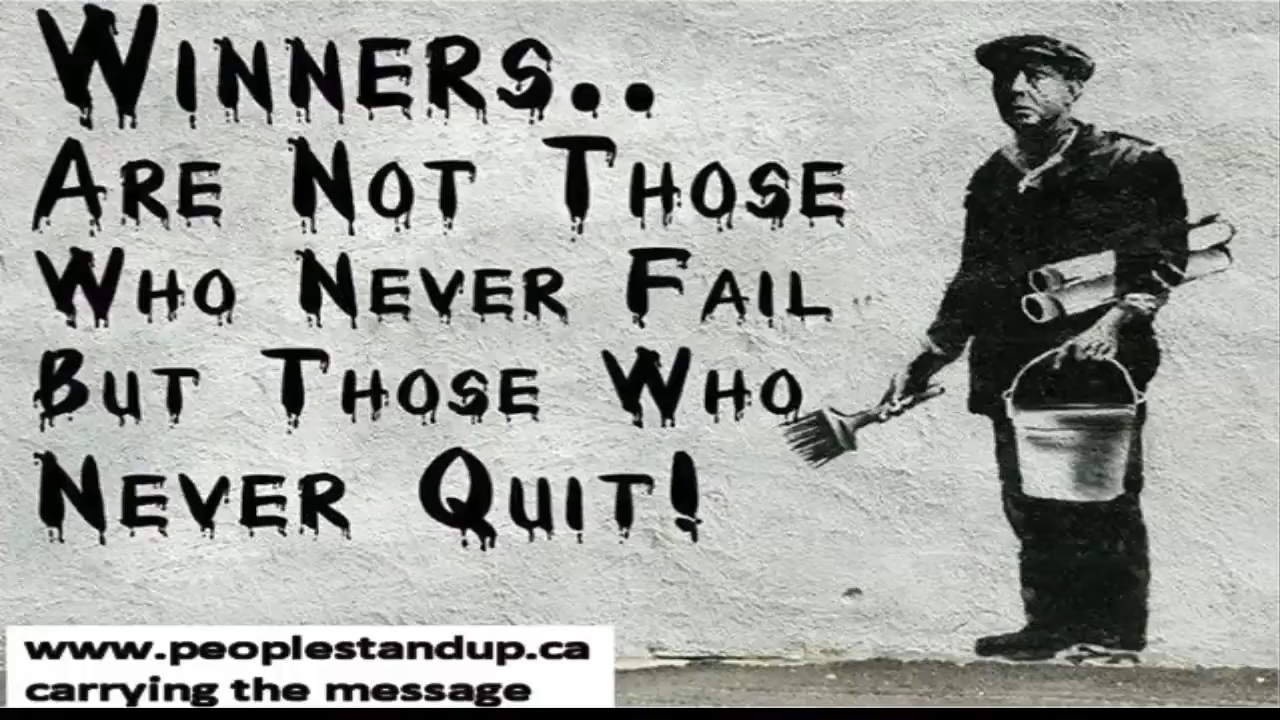 Winners..
Are Not Those
Who Never Fail
But Those Who
Never Quit!
www.peoplestandup.ca
carrying the message